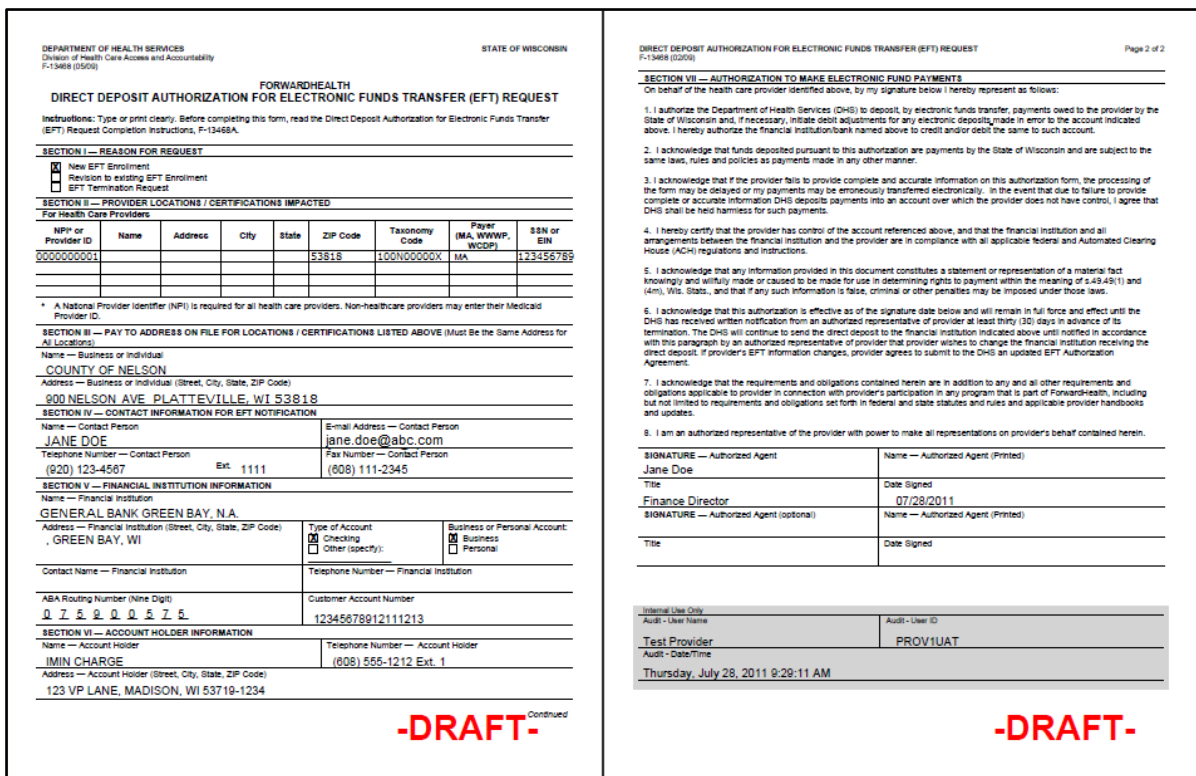 DEPARTMENT OF HEALTH SERVICES
STATE OF WISCONSIN
Division of Health Care Access and Accountability
F-13468 (05/09)
FORWARDHEALTH
DIRECT DEPOSIT AUTHORIZATION FOR ELECTRONIC FUNDS TRANSFER (EFT) REQUEST
Instructions: Type or print clearly. Before completing this form, read the Direct Deposit Authorization for Electronic Funds Transfer
(EFT) Request Completion Instructions, F-13468A.
SECTION I — REASON FOR REQUEST
X New EFT Enrollment
Revision to existing EFT Enrollment
EFT Termination Request
SECTION II — PROVIDER LOCATIONS / CERTIFICATIONS IMPACTED
For Health Care Providers
NPI* or Provider ID Name Address City State ZIP Code Taxonomy Code Payer (MA, WWWP, WCDP) SSN or EIN
0000000001 53818 100N00000X MA 123456789
* A National Provider Identifier (NPI) is required for all health care providers. Non-healthcare providers may enter their Medicaid
Provider ID.
SECTION III — PAY TO ADDRESS ON FILE FOR LOCATIONS / CERTIFICATIONS LISTED ABOVE (Must Be the Same Address for
All Locations)
Name — Business or Individual
COUNTY OF NELSON
Address — Business or Individual (Street, City, State, ZIP Code)
900 NELSON AVE PLATTEVILLE, WI 53818
SECTION IV — CONTACT INFORMATION FOR EFT NOTIFICATION
Name — Contact Person
E-mail Address — Contact Person
JANE DOE
jane.doe@abc.com
Telephone Number — Contact Person
Fax Number — Contact Person
(920) 123-4567 Ext. 1111
(608) 111-2345
SECTION V — FINANCIAL INSTITUTION INFORMATION
Name — Financial Institution
GENERAL BANK GREEN BAY, N.A.
Address — Financial Institution (Street, City, State, ZIP Code)
Type of Account
Business or Personal Account:
, GREEN BAY, WI
X Checking
X Business
Other (specify):
Personal
Contact Name — Financial Institution
Telephone Number — Financial Institution
ABA Routing Number (Nine Digit)
Customer Account Number
0 7 5 9 0 0 5 7 5
12345678912111213
SECTION VI — ACCOUNT HOLDER INFORMATION
Name — Account Holder
Telephone Number — Account Holder
IMIN CHARGE
(608) 555-1212 Ext. 1
Address — Account Holder (Street, City, State, ZIP Code)
123 VP LANE, MADISON, WI 53719-1234
Continued
-DRAFT-
DIRECT DEPOSIT AUTHORIZATION FOR ELECTRONIC FUNDS TRANSFER (EFT) REQUEST
Page 2 of 2
F-13468 (02/09)
SECTION VII — AUTHORIZATION TO MAKE ELECTRONIC FUND PAYMENTS
On behalf of the health care provider identified above, by my signature below I hereby represent as follows:
1. I authorize the Department of Health Services (DHS) to deposit, by electronic funds transfer, payments owed to the provider by the
State of Wisconsin and, if necessary, initiate debit adjustments for any electronic deposits made in error to the account indicated
above. I hereby authorize the financial institution/bank named above to credit and/or debit the same to such account.
2. I acknowledge that funds deposited pursuant to this authorization are payments by the State of Wisconsin and are subject to the
same laws, rules and policies as payments made in any other manner.
3. I acknowledge that if the provider fails to provide complete and accurate information on this authorization form, the processing of
the form may be delayed or my payments may be erroneously transferred electronically. In the event that due to failure to provide
complete or accurate information DHS deposits payments into an account over which the provider does not have control, I agree that
DHS shall be held harmless for such payments.
4. I hereby certify that the provider has control of the account referenced above, and that the financial institution and all
arrangements between the financial institution and the provider are in compliance with all applicable federal and Automated Clearing
House (ACH) regulations and instructions.
5. I acknowledge that any information provided in this document constitutes a statement or representation of a material fact
knowingly and willfully made or caused to be made for use in determining rights to payment within the meaning of s.49.49(1) and
(4m), Wis. Stats., and that if any such information is false, criminal or other penalties may be imposed under those laws.
6. I acknowledge that this authorization is effective as of the signature date below and will remain in full force and effect until the
DHS has received written notification from an authorized representative of provider at least thirty (30) days in advance of its
termination. The DHS will continue to send the direct deposit to the financial institution indicated above until notified in accordance
with this paragraph by an authorized representative of provider that provider wishes to change the financial institution receiving the
direct deposit. If provider's EFT information changes, provider agrees to submit to the DHS an updated EFT Authorization
Agreement.
7. I acknowledge that the requirements and obligations contained herein are in addition to any and all other requirements and
obligations applicable to provider in connection with provider's participation in any program that is part of ForwardHealth, including
but not limited to requirements and obligations set forth in federal and state statutes and rules and applicable provider handbooks
and updates.
8. I am an authorized representative of the provider with power to make all representations on provider's behalf contained herein.
SIGNATURE — Authorized Agent
Name — Authorized Agent (Printed)
Jane Doe
Title
Date Signed
Finance Director
07/28/2011
SIGNATURE — Authorized Agent (optional)
Name — Authorized Agent (Printed)
Title
Date Signed
Internal Use Only
Audit - User Name
Audit - User ID
Test Provider
PROV1UAT
Audit - Date/Time
Thursday, July 28, 2011 9:29:11 AM
-DRAFT-